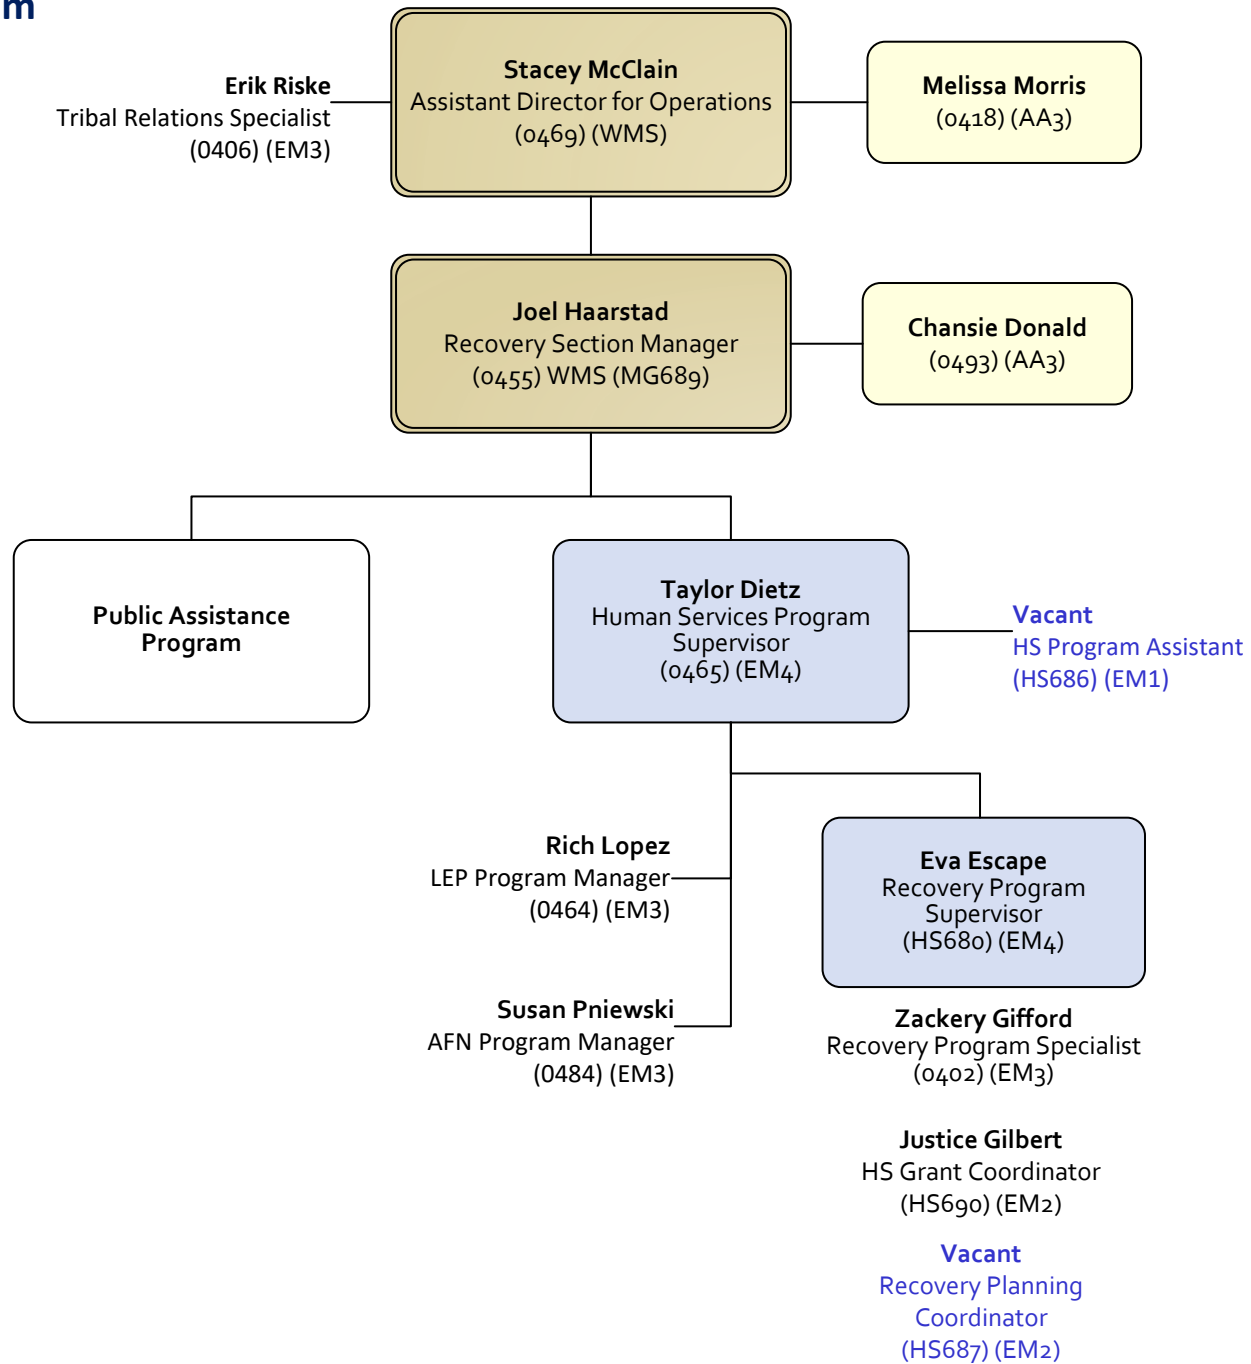 m
Erik Riske
Tribal Relations Specialist
(0406) (EM3)
Stacey McClain
Assistant Director for Operations
(0469) (WMS)
Melissa Morris
(0418) (AA3)
Joel Haarstad
Recovery Section Manager
(0455) WMS (MG689)
Chansie Donald
(0493) (AA3)
Public Assistance
Program
Taylor Dietz
Human Services Program
Supervisor
(0465) (EM4)
Vacant
HS Program Assistant
(HS686) (EM1)
Rich Lopez
LEP Program Manager
(0464) (EM3)
Eva Escape
Recovery Program
Supervisor
(HS680) (EM4)
Susan Pniewski
AFN Program Manager
(0484) (EM3)
Zackery Gifford
Recovery Program Specialist
(0402) (EM3)
Justice Gilbert
HS Grant Coordinator
(HS690) (EM2)
Vacant
Recovery Planning
Coordinator
(HS687) (EM2)